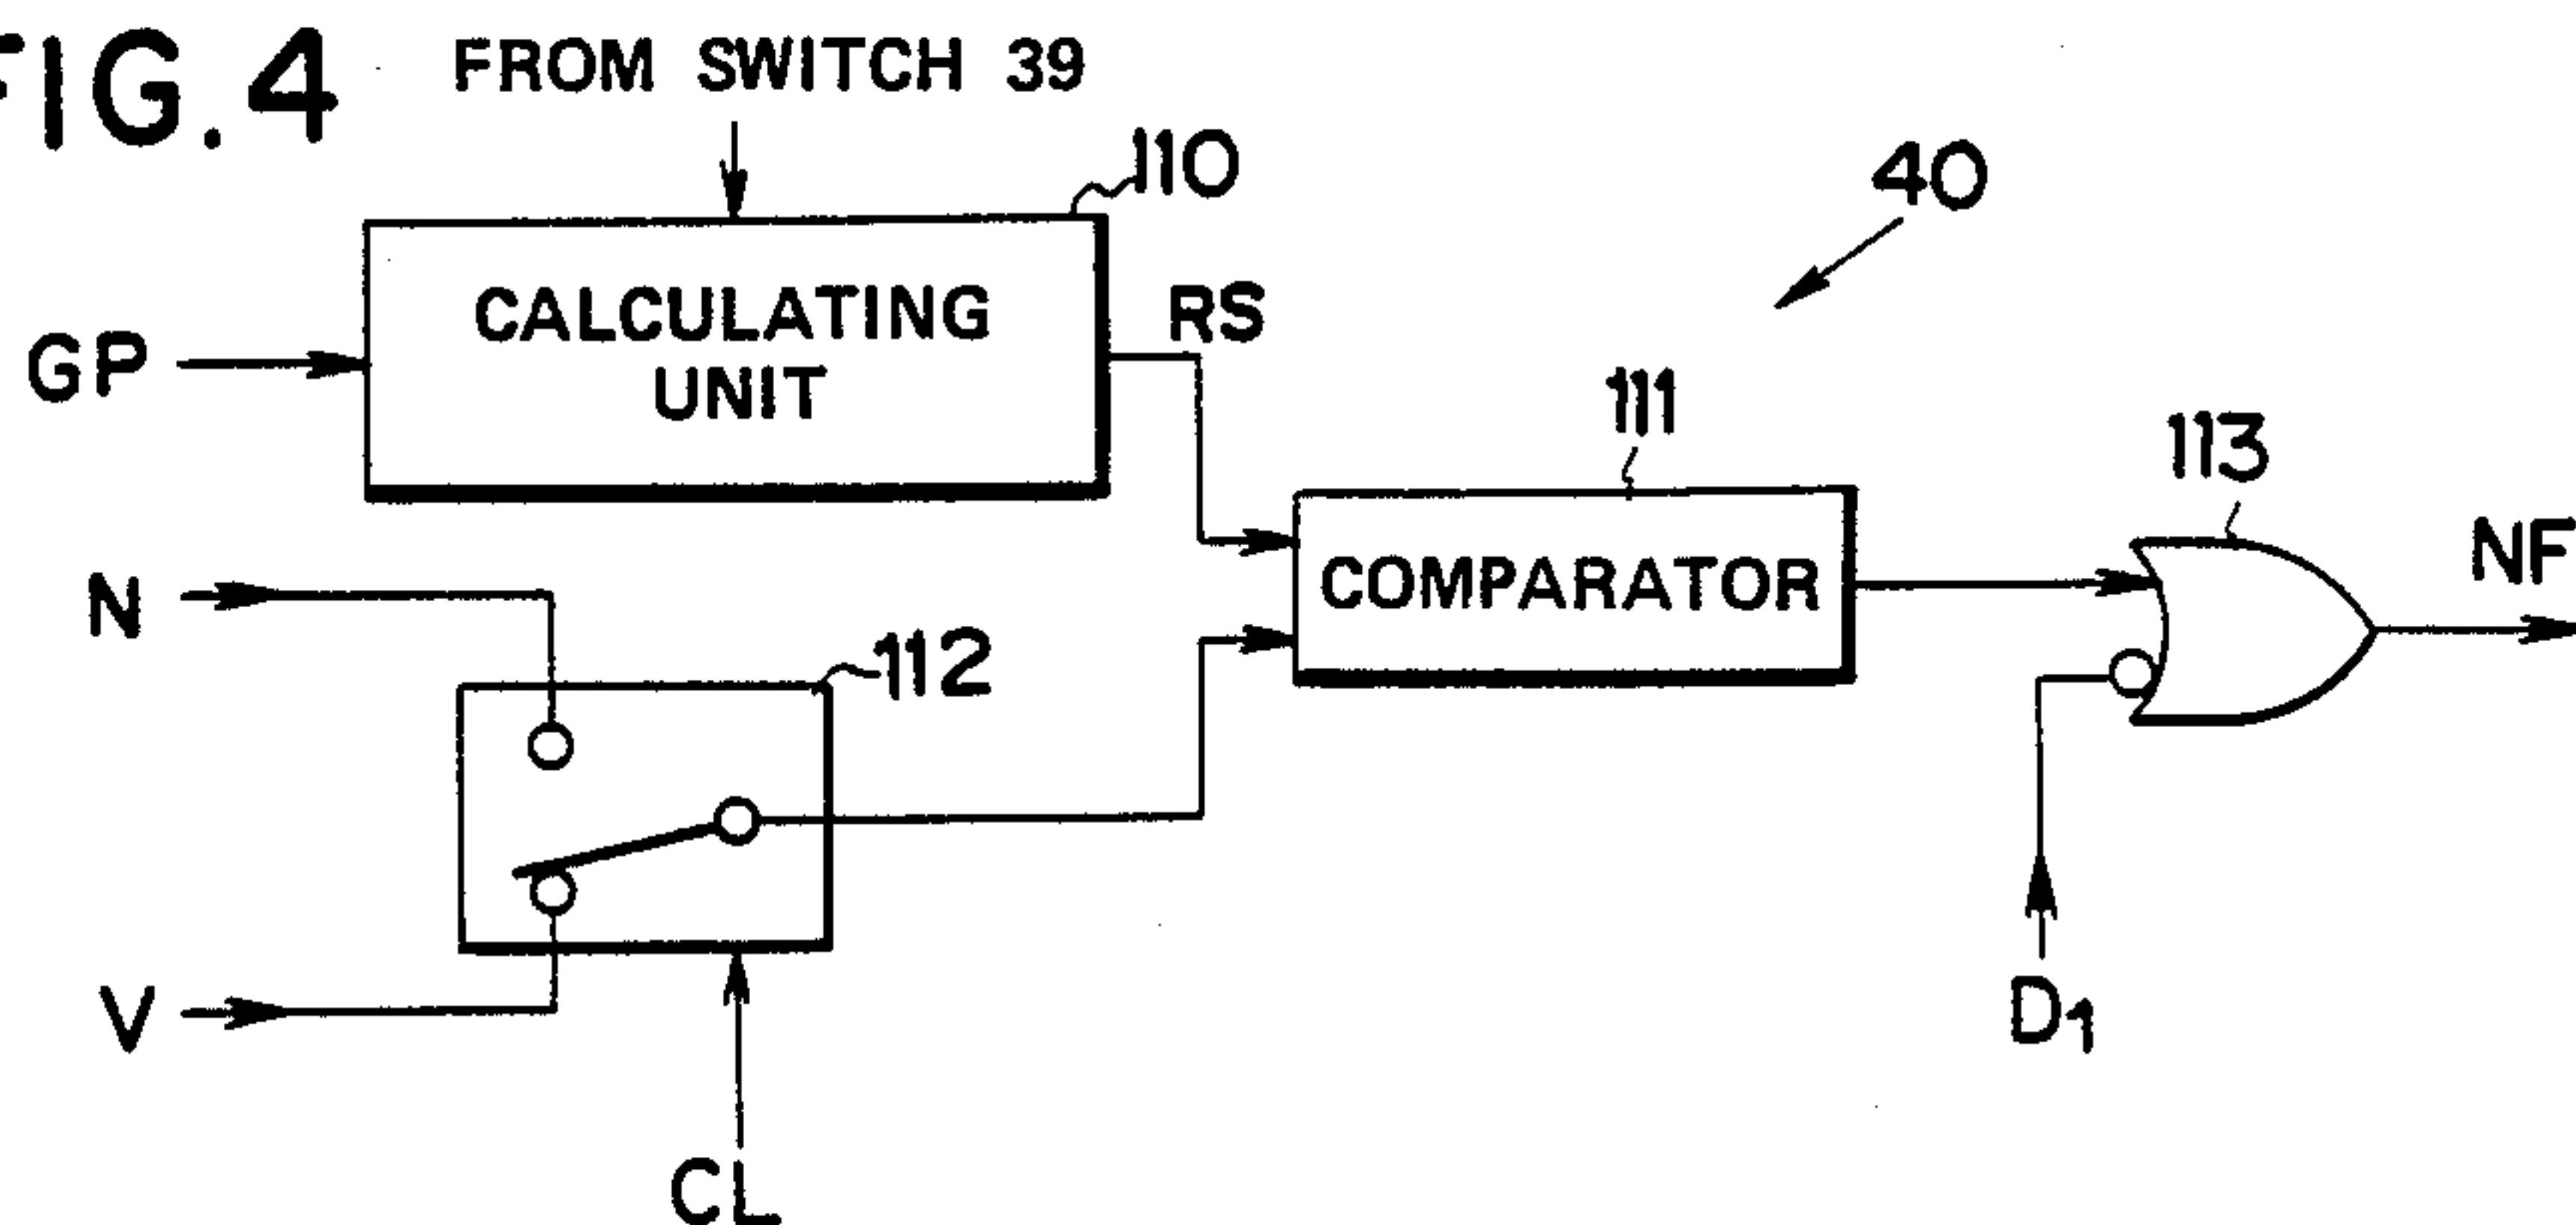 FIG.4
FROM SWITCH 39
110
40
CALCULATING
UNIT
GP
RS
111
113
N
COMPARATOR
NF
112
V
D1
CL